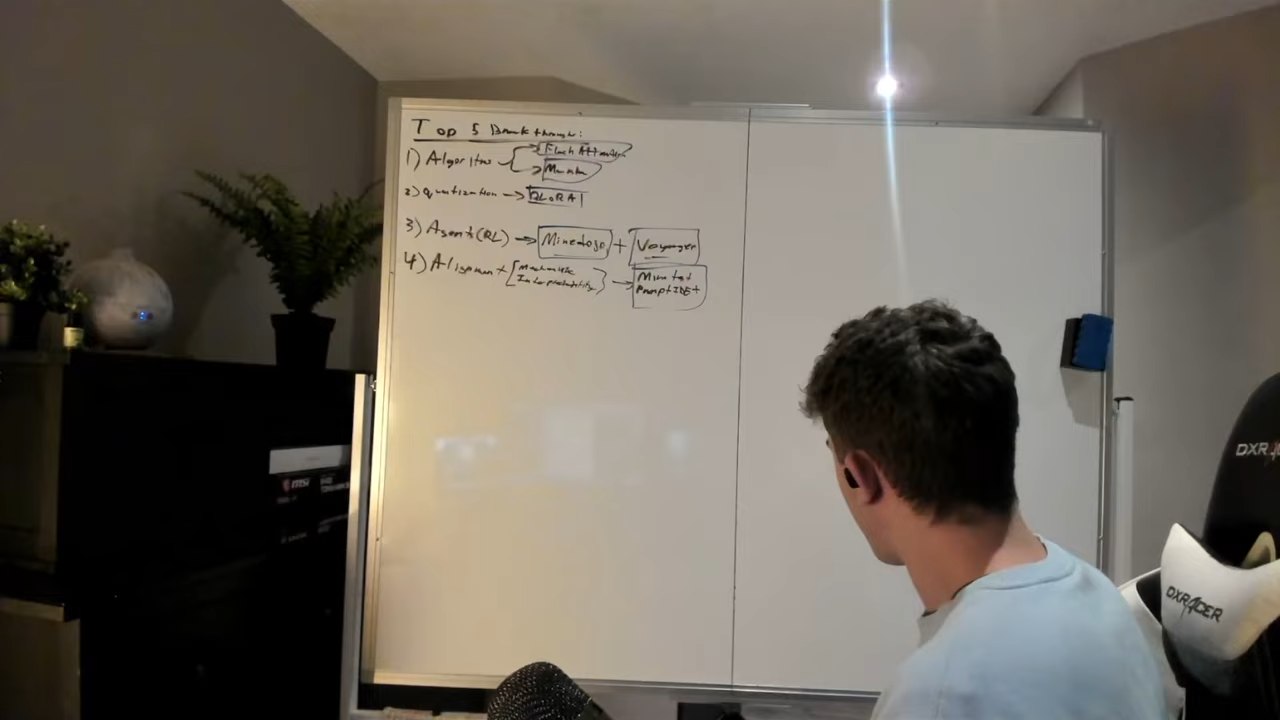 Top 5 Breakthroughs:
1) Algorithms → Flash Attention
→ Mamba
2) Quantization → QLoRA
3) Agents (RL) → Minedojo + Voyager
4) Alignment + [Mechanistic
Interpretability] →
PromptIDE+
msi
DXRACER
DXRACER